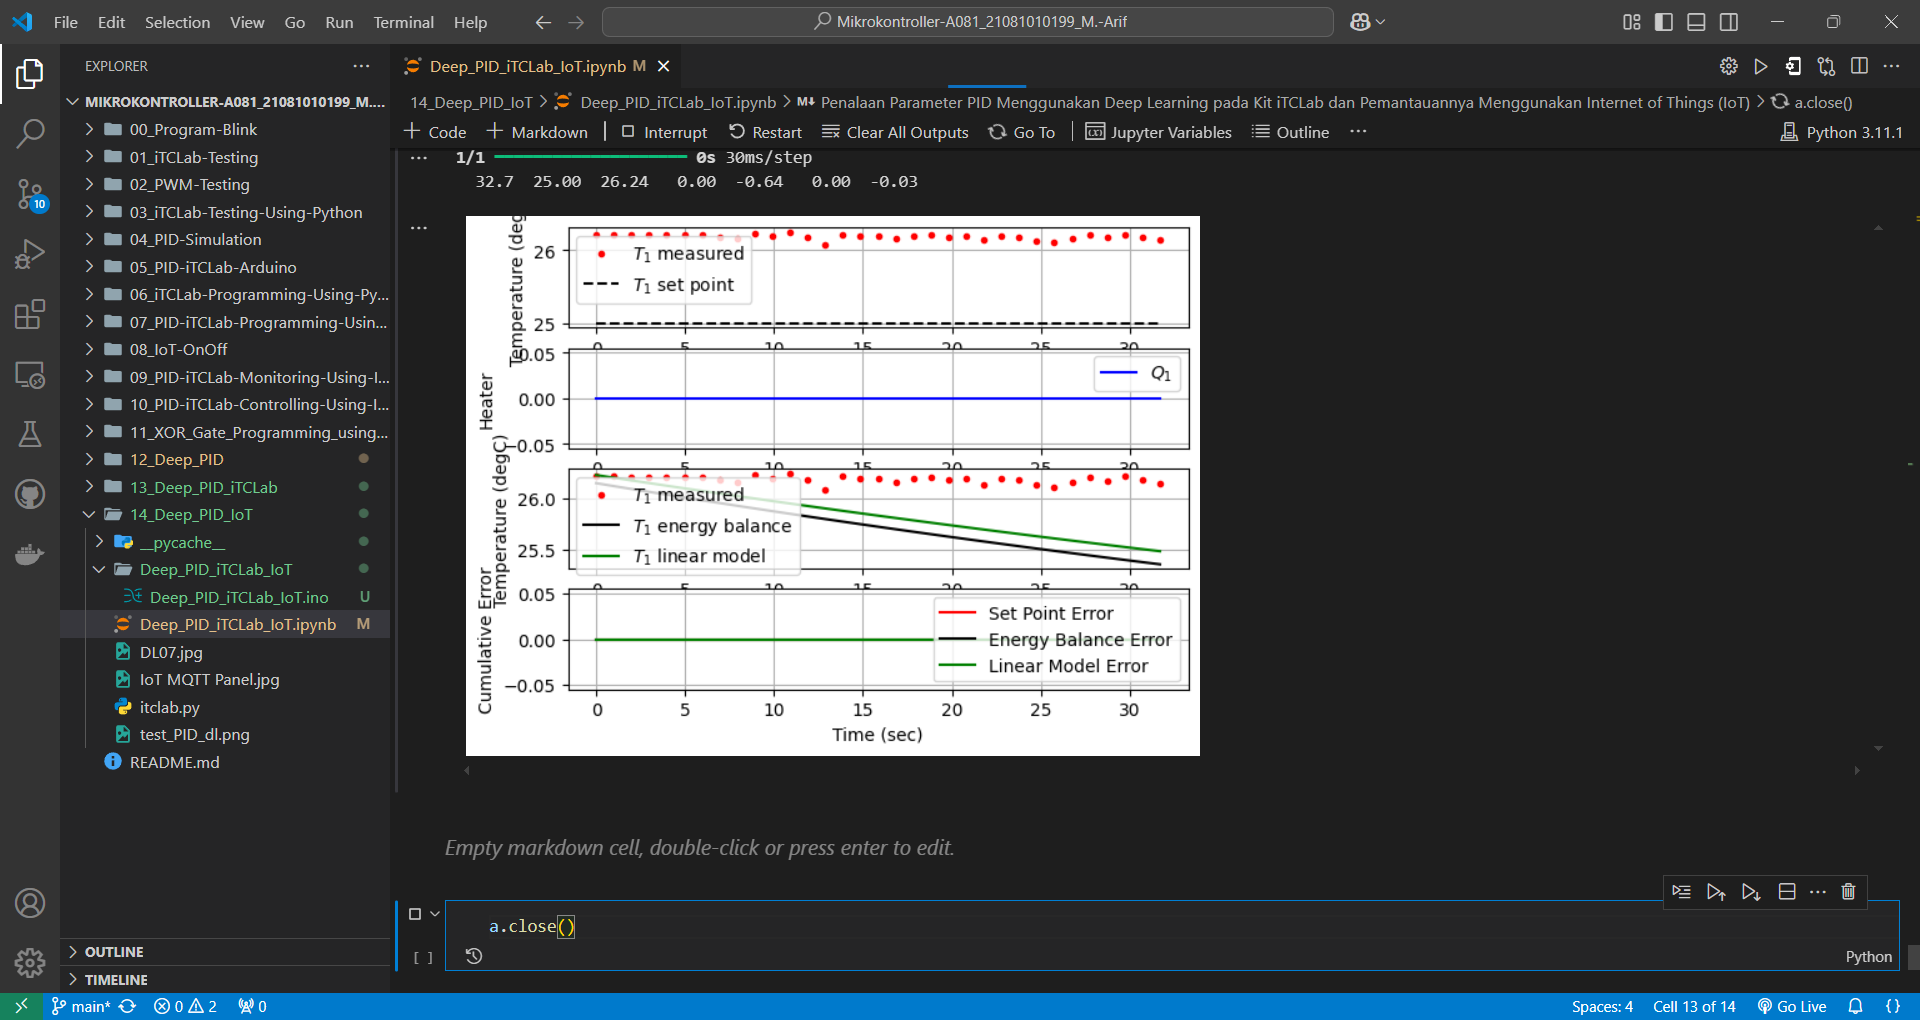 File Edit Selection View Go Run Terminal Help
Mikrokontroller-A081_21081010199_M.-Arif
EXPLORER
MIKROKONTROLLER-A081_21081010199_M....
00_Program-Blink
01_iTCLab-Testing
02_PWM-Testing
03_iTCLab-Testing-Using-Python
04_PID-Simulation
05_PID-iTCLab-Arduino
06_iTCLab-Programming-Using-Py...
07_PID-iTCLab-Programming-Usin...
08_IoT-OnOff
09_PID-iTCLab-Monitoring-Using-I...
10_PID-iTCLab-Controlling-Using-I...
11_XOR_Gate_Programming_using...
12_Deep_PID
13_Deep_PID_iTCLab
14_Deep_PID_IoT
__pycache__
Deep_PID_iTCLab_IoT
Deep_PID_iTCLab_IoT.ino U
Deep_PID_iTCLab_IoT.ipynb M
DL07.jpg
IoT MQTT Panel.jpg
itclab.py
test_PID_dl.png
README.md
OUTLINE
TIMELINE
10
Deep_PID_iTCLab_IoT.ipynb M
14_Deep_PID_IoT > Deep_PID_iTCLab_IoT.ipynb > M↓ Penalaan Parameter PID Menggunakan Deep Learning pada Kit iTCLab dan Pemantauannya Menggunakan Internet of Things (IoT) > a.close()
+ Code + Markdown | Interrupt Restart Clear All Outputs Go To | Jupyter Variables Outline ... Python 3.11.1
1/1 0s 30ms/step
32.7 25.00 26.24 0.00 -0.64 0.00 -0.03
Temperature (deg
26
25
T1 measured
T1 set point
0 5 10 15 20 25 30
Heater
0.05
0.00
−0.05
Q1
0 5 10 15 20 25 30
Temperature (degC)
26.0
25.5
T1 measured
T1 energy balance
T1 linear model
0 5 10 15 20 25 30
Cumulative Error
0.05
0.00
−0.05
Set Point Error
Energy Balance Error
Linear Model Error
0 5 10 15 20 25 30
Time (sec)
Empty markdown cell, double-click or press enter to edit.
a.close()
[ ]
Python
main* 0 2 0
Spaces: 4 Cell 13 of 14 Go Live